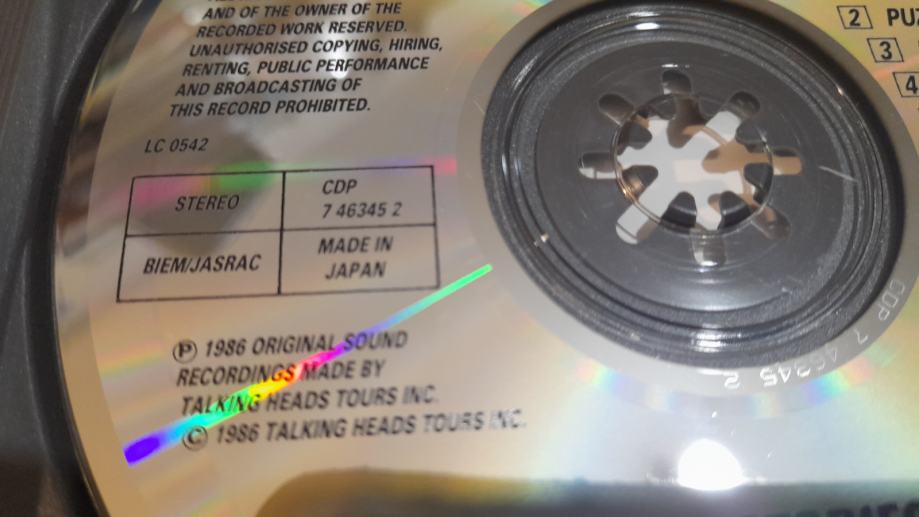 AND OF THE OWNER OF THE
RECORDED WORK RESERVED.
UNAUTHORISED COPYING, HIRING,
RENTING, PUBLIC PERFORMANCE
AND BROADCASTING OF
THIS RECORD PROHIBITED.
LC 0542
STEREO
CDP
7 46345 2
BIEM/JASRAC
MADE IN
JAPAN
Ⓟ 1986 ORIGINAL SOUND
RECORDINGS MADE BY
TALKING HEADS TOURS INC.
© 1986 TALKING HEADS TOURS INC.
2 PUZ
3
4
CDP 7 46345 2